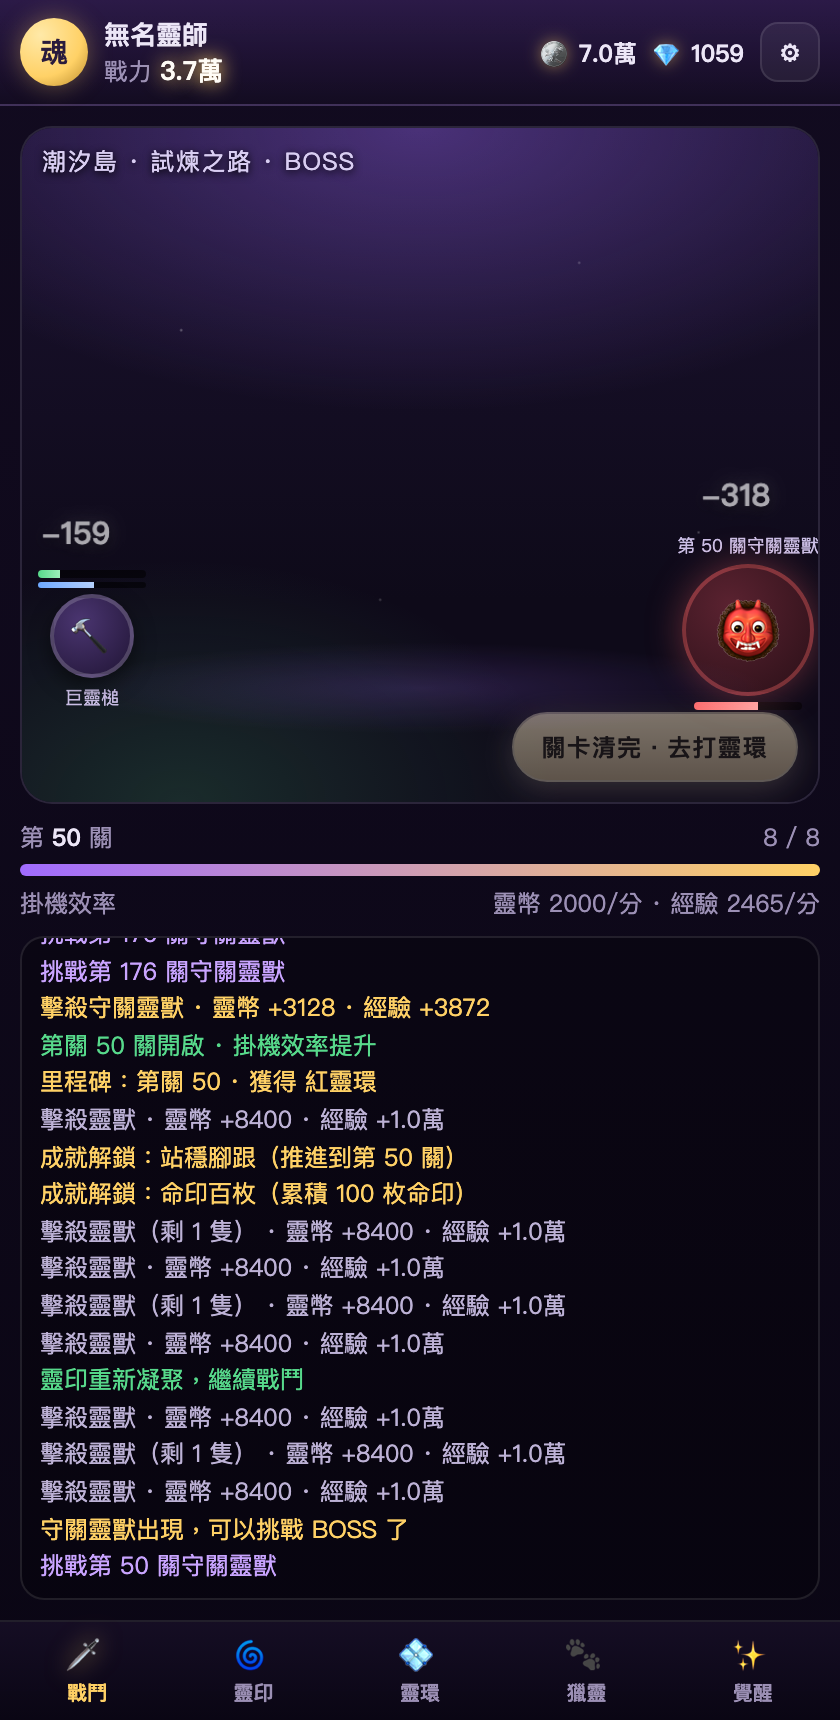 魂
無名靈師
戰力 3.7萬
7.0萬 1059
潮汐島 · 試煉之路 · BOSS
-318
-159
第 50 關守關靈獸
巨靈槌
關卡清完 · 去打靈環
第 50 關 8 / 8
掛機效率 靈幣 2000/分 · 經驗 2465/分
挑戰第 176 關守關靈獸
挑戰第 176 關守關靈獸
擊殺守關靈獸 · 靈幣 +3128 · 經驗 +3872
第關 50 關開啟 · 掛機效率提升
里程碑：第關 50 · 獲得 紅靈環
擊殺靈獸 · 靈幣 +8400 · 經驗 +1.0萬
成就解鎖：站穩腳跟（推進到第 50 關）
成就解鎖：命印百枚（累積 100 枚命印）
擊殺靈獸（剩 1 隻） · 靈幣 +8400 · 經驗 +1.0萬
擊殺靈獸 · 靈幣 +8400 · 經驗 +1.0萬
擊殺靈獸（剩 1 隻） · 靈幣 +8400 · 經驗 +1.0萬
擊殺靈獸 · 靈幣 +8400 · 經驗 +1.0萬
靈印重新凝聚，繼續戰鬥
擊殺靈獸 · 靈幣 +8400 · 經驗 +1.0萬
擊殺靈獸（剩 1 隻） · 靈幣 +8400 · 經驗 +1.0萬
擊殺靈獸 · 靈幣 +8400 · 經驗 +1.0萬
守關靈獸出現，可以挑戰 BOSS 了
挑戰第 50 關守關靈獸
戰鬥 靈印 靈環 獵靈 覺醒